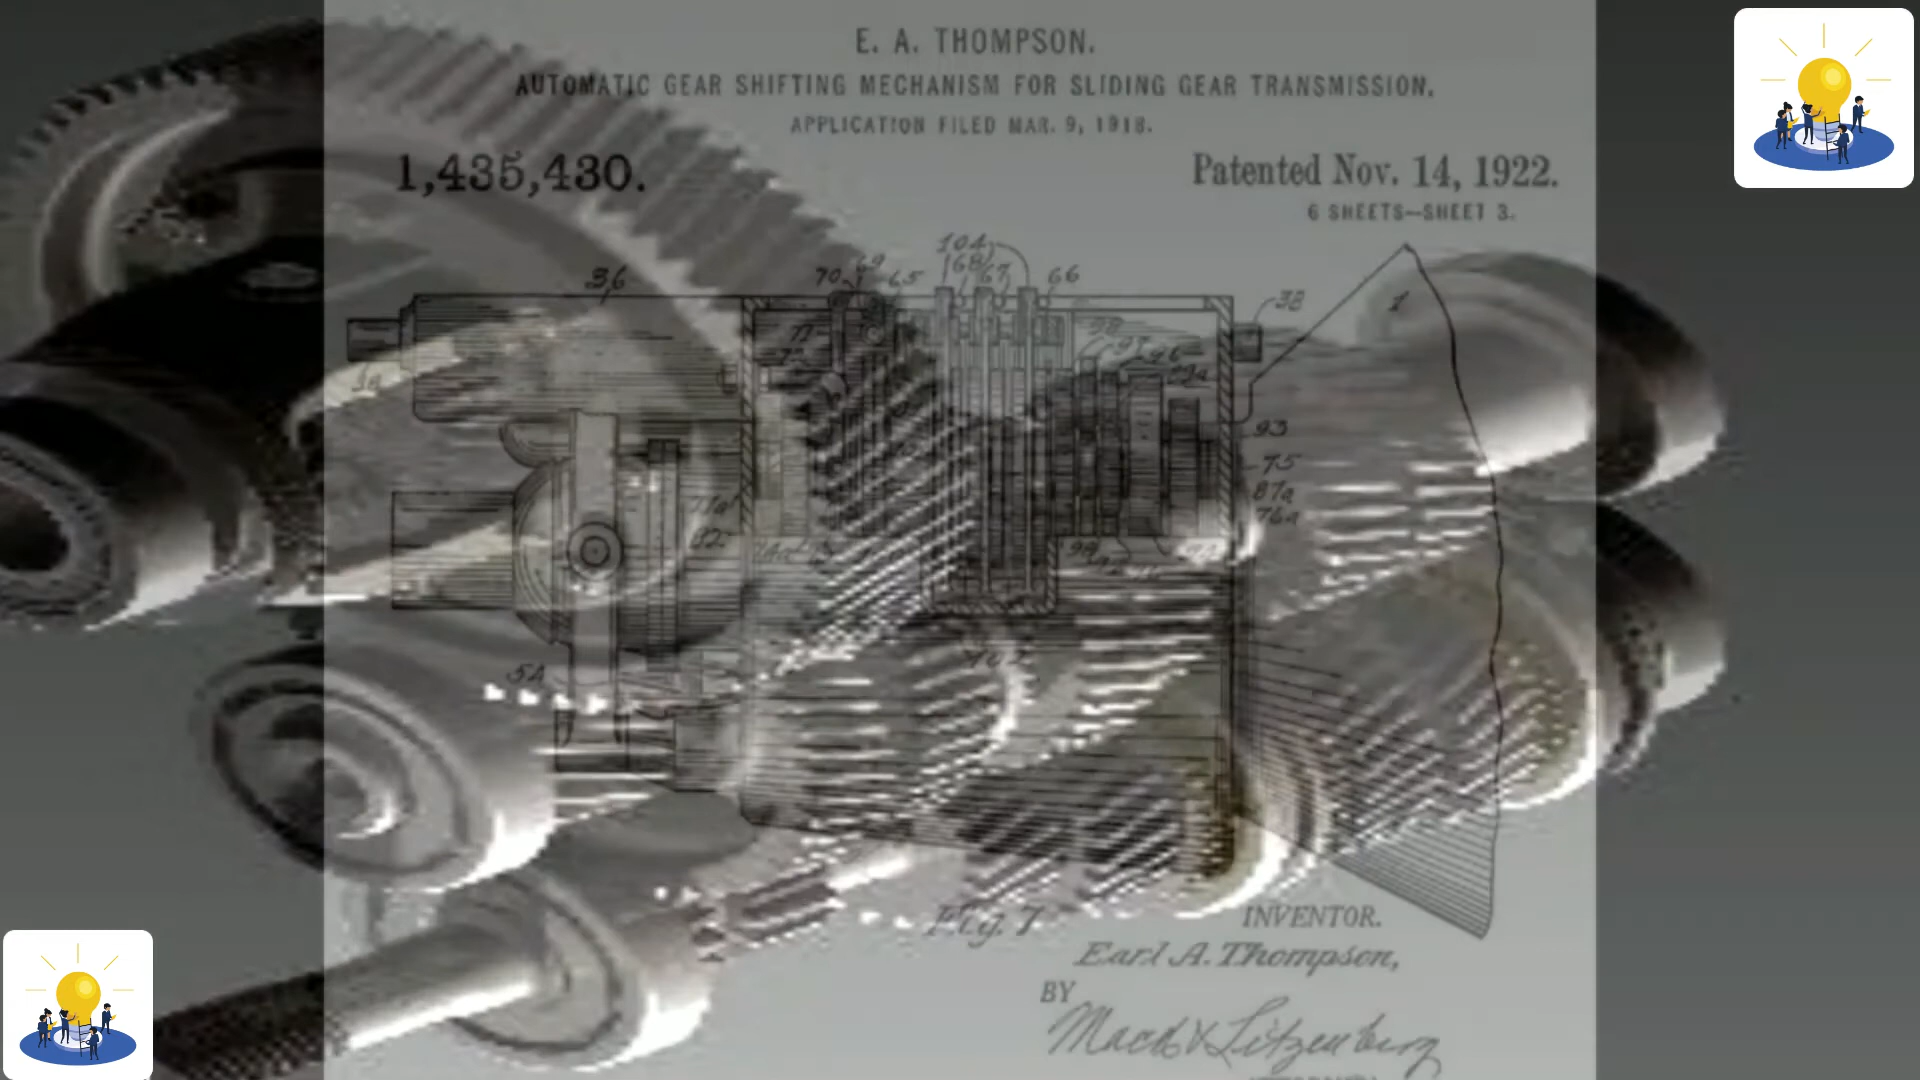 E. A. THOMPSON.
AUTOMATIC GEAR SHIFTING MECHANISM FOR SLIDING GEAR TRANSMISSION.
APPLICATION FILED MAR. 9, 1918.
1,435,430.
Patented Nov. 14, 1922.
6 SHEETS—SHEET 3.
104
69
68
67
36
70
65
66
38
1
93
75
87a
76a
54
Fig. 7
INVENTOR.
Earl A. Thompson,
BY